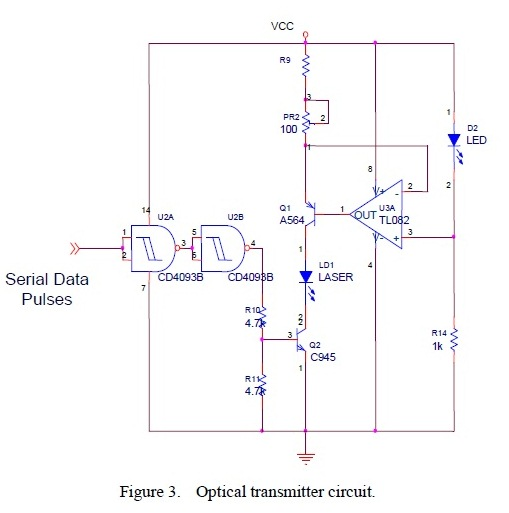 VCC
R9
3
PR2
2
100
1
1
D2
LED
8
2
14
U2A
U2B
Q1
A564
1
OUT
V+
-
U3A
TL082
2
1
5
3
4
V-
+
3
2
6
1
4
Serial Data
Pulses
7
CD4093B
CD4093B
LD1
LASER
R10
4.7k
2
2
3
Q2
C945
R14
1k
1
R11
4.7k
Figure 3. Optical transmitter circuit.